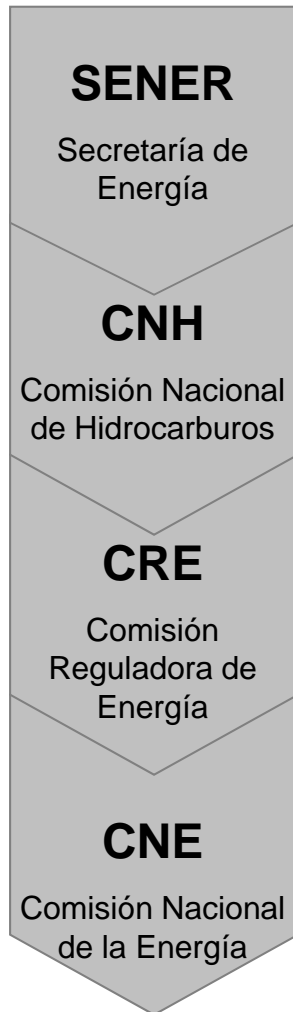 SENER
Secretaría de
Energía
CNH
Comisión Nacional
de Hidrocarburos
CRE
Comisión
Reguladora de
Energía
CNE
Comisión Nacional
de la Energía